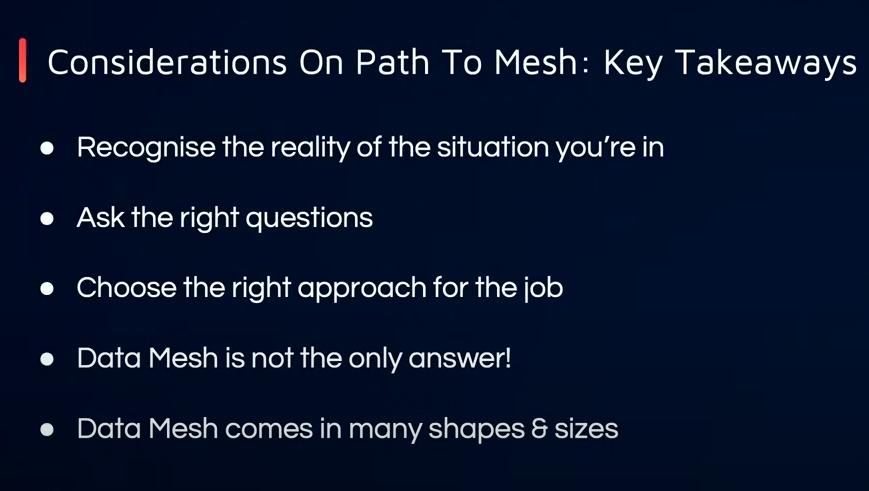 Considerations On Path To Mesh: Key Takeaways
● Recognise the reality of the situation you’re in
● Ask the right questions
● Choose the right approach for the job
● Data Mesh is not the only answer!
● Data Mesh comes in many shapes & sizes